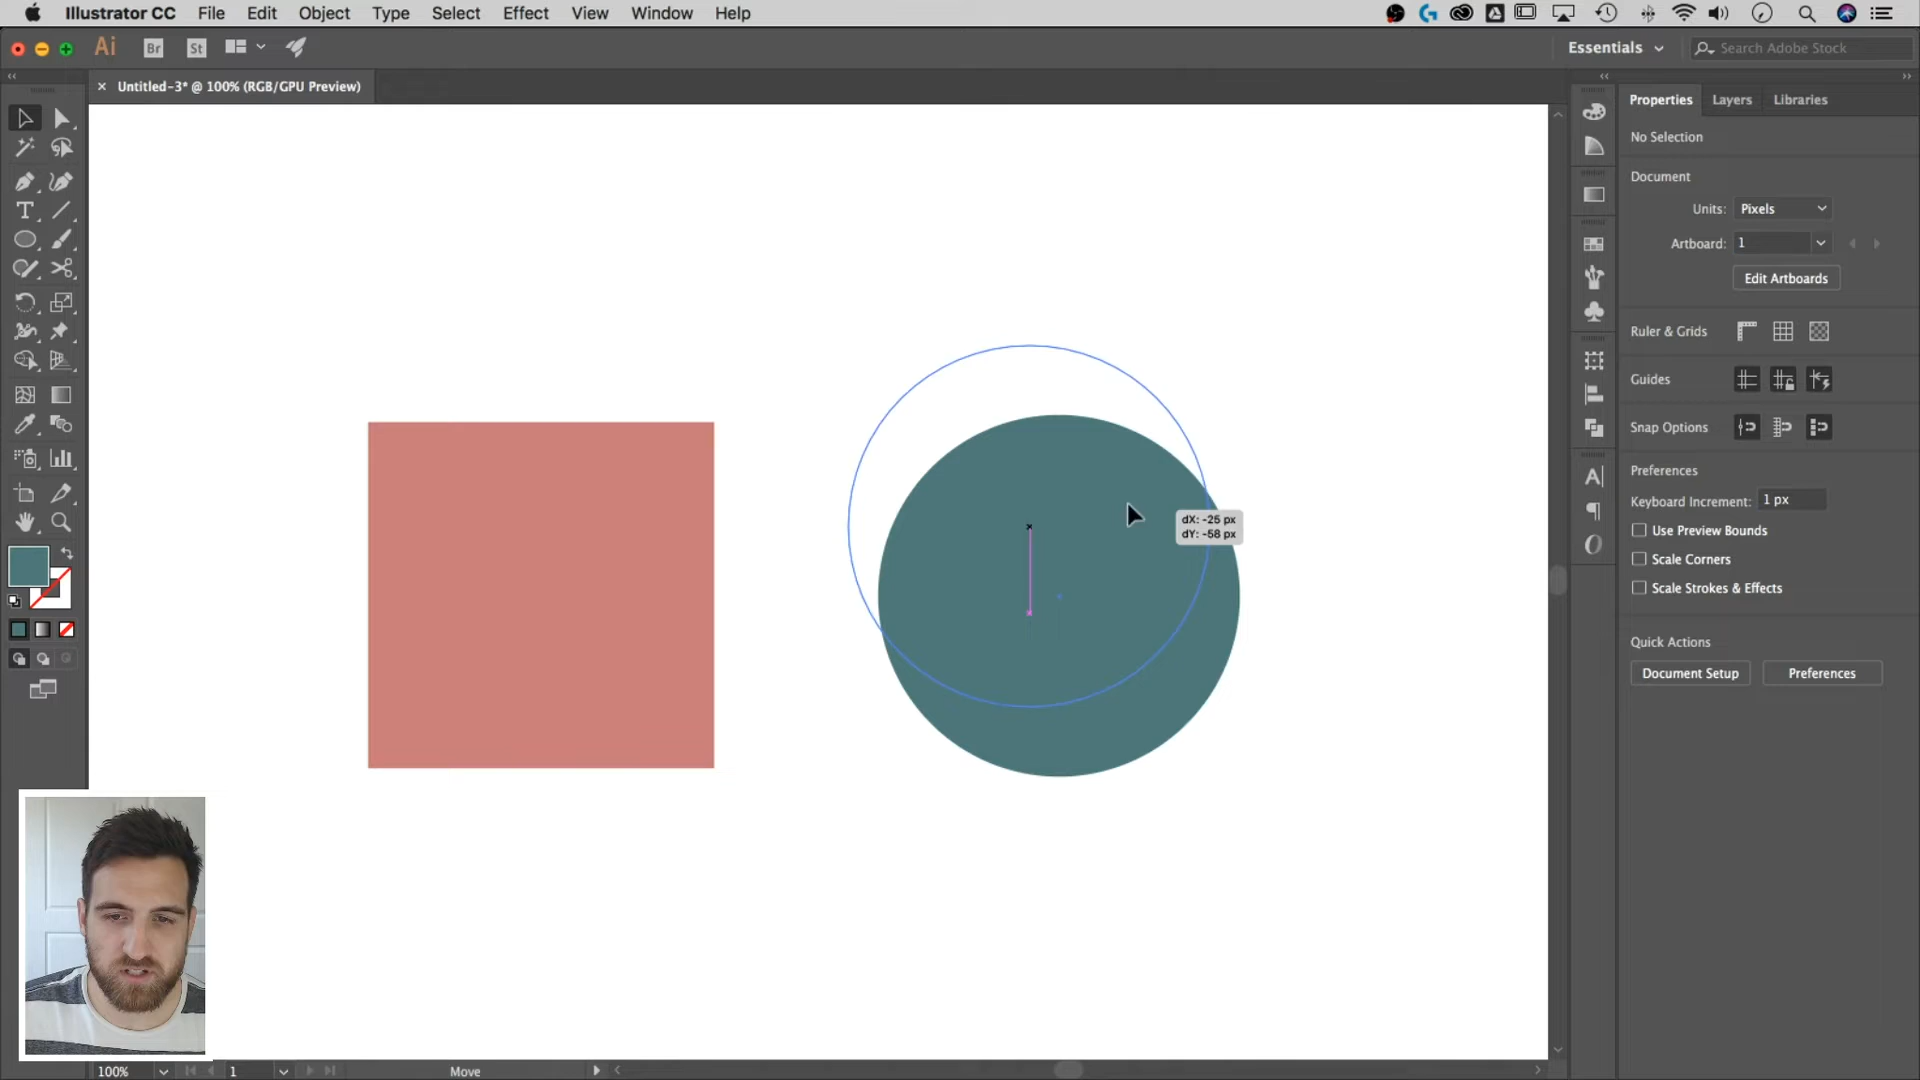 Illustrator CC File Edit Object Type Select Effect View Window Help
Ai Br St Essentials Search Adobe Stock
× Untitled-3* @ 100% (RGB/GPU Preview)
Properties Layers Libraries
No Selection
Document
Units: Pixels
Artboard: 1
Edit Artboards
Ruler & Grids
Guides
Snap Options
Preferences
Keyboard Increment: 1 px
Use Preview Bounds
Scale Corners
Scale Strokes & Effects
Quick Actions
Document Setup Preferences
dX: -25 px
dY: -58 px
100% 1 Move